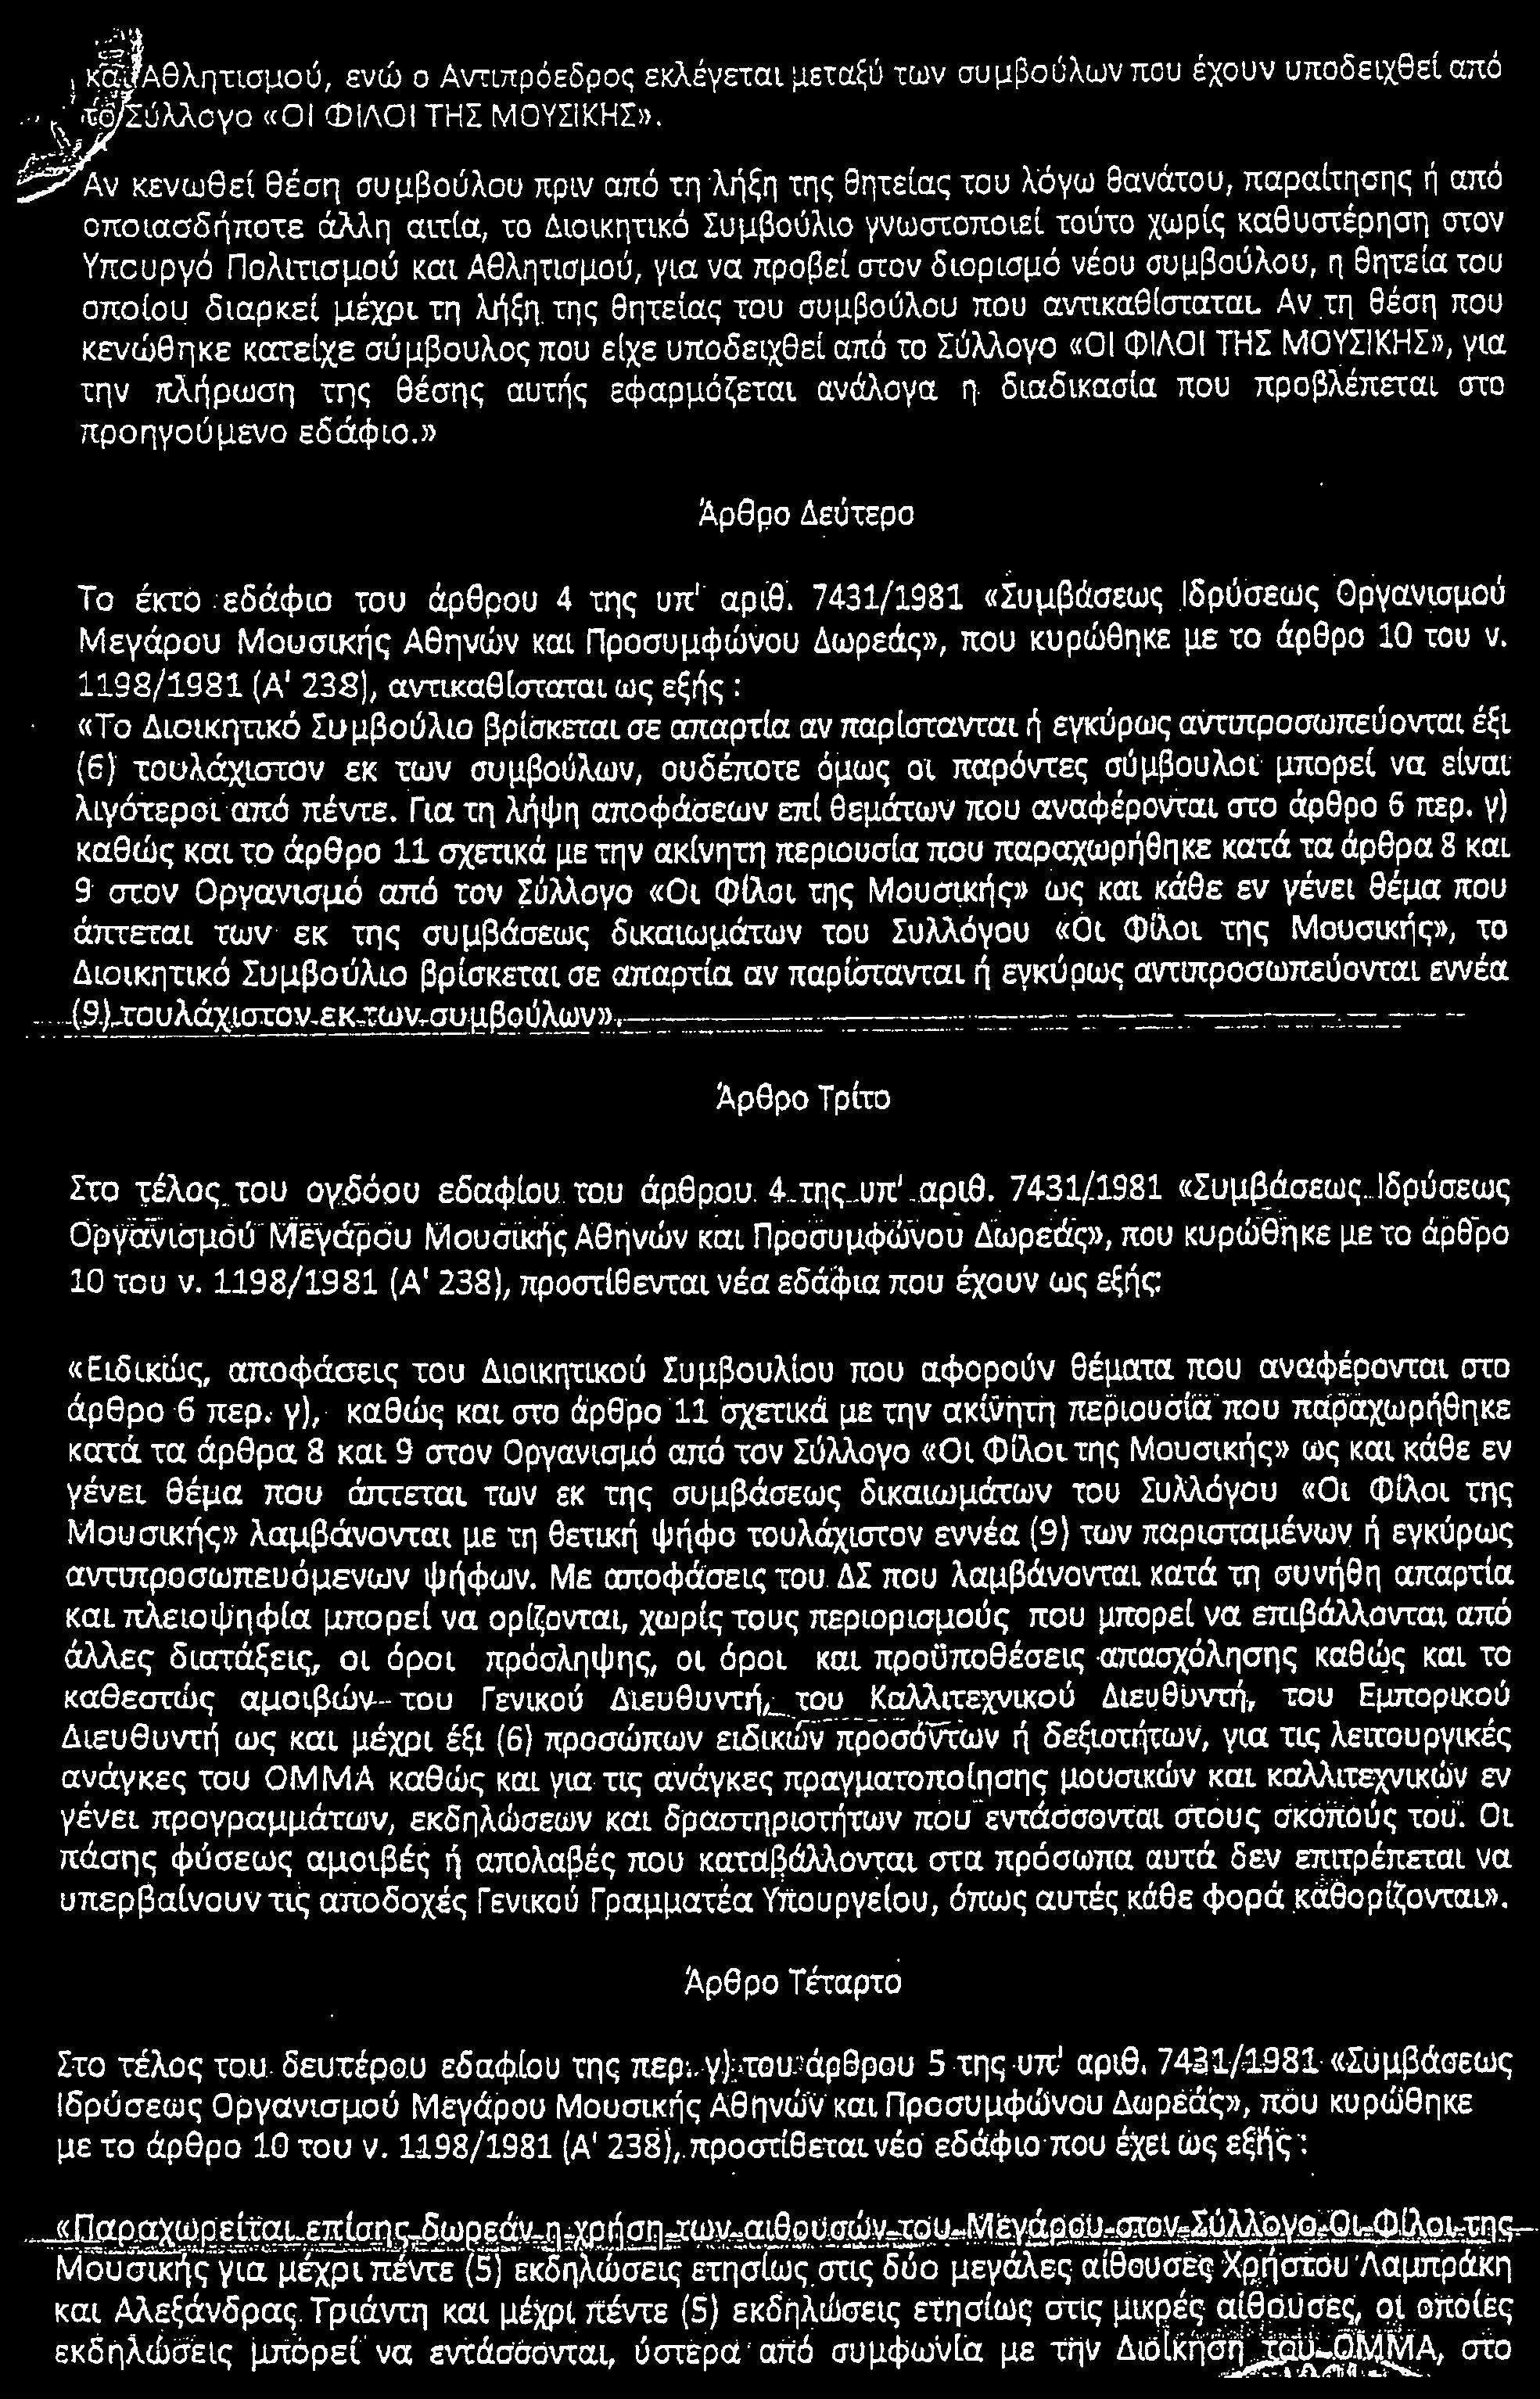 και Αθλητισμού, ενώ ο Αντιπρόεδρος εκλέγεται μεταξύ των συμβούλων που έχουν υποδειχθεί από
το Σύλλογο «ΟΙ ΦΙΛΟΙ ΤΗΣ ΜΟΥΣΙΚΗΣ».
Αν κενωθεί θέση συμβούλου πριν από τη λήξη της θητείας του λόγω θανάτου, παραίτησης ή από
οποιασδήποτε άλλη αιτία, το Διοικητικό Συμβούλιο γνωστοποιεί τούτο χωρίς καθυστέρηση στον
Υπουργό Πολιτισμού και Αθλητισμού, για να προβεί στον διορισμό νέου συμβούλου, η θητεία του
οποίου διαρκεί μέχρι τη λήξη της θητείας του συμβούλου που αντικαθίσταται. Αν τη θέση που
κενώθηκε κατείχε σύμβουλος που είχε υποδειχθεί από το Σύλλογο «ΟΙ ΦΙΛΟΙ ΤΗΣ ΜΟΥΣΙΚΗΣ», για
την πλήρωση της θέσης αυτής εφαρμόζεται ανάλογα η διαδικασία που προβλέπεται στο
προηγούμενο εδάφιο.»
Άρθρο Δεύτερο
Το έκτο εδάφιο του άρθρου 4 της υπ' αριθ. 7431/1981 «Συμβάσεως Ιδρύσεως Οργανισμού
Μεγάρου Μουσικής Αθηνών και Προσυμφώνου Δωρεάς», που κυρώθηκε με το άρθρο 10 του ν.
1198/1981 (Α' 238), αντικαθίσταται ως εξής :
«Το Διοικητικό Συμβούλιο βρίσκεται σε απαρτία αν παρίστανται ή εγκύρως αντιπροσωπεύονται έξι
(6) τουλάχιστον εκ των συμβούλων, ουδέποτε όμως οι παρόντες σύμβουλοι μπορεί να είναι
λιγότεροι από πέντε. Για τη λήψη αποφάσεων επί θεμάτων που αναφέρονται στο άρθρο 6 περ. γ)
καθώς και το άρθρο 11 σχετικά με την ακίνητη περιουσία που παραχωρήθηκε κατά τα άρθρα 8 και
9 στον Οργανισμό από τον Σύλλογο «Οι Φίλοι της Μουσικής» ως και κάθε εν γένει θέμα που
άπτεται των εκ της συμβάσεως δικαιωμάτων του Συλλόγου «Οι Φίλοι της Μουσικής», το
Διοικητικό Συμβούλιο βρίσκεται σε απαρτία αν παρίστανται ή εγκύρως αντιπροσωπεύονται εννέα
(9) τουλάχιστον εκ των συμβούλων».
Άρθρο Τρίτο
Στο τέλος του ογδόου εδαφίου του άρθρου 4 της υπ' αριθ. 7431/1981 «Συμβάσεως Ιδρύσεως
Οργανισμού Μεγάρου Μουσικής Αθηνών και Προσυμφώνου Δωρεάς», που κυρώθηκε με το άρθρο
10 του ν. 1198/1981 (Α' 238), προστίθενται νέα εδάφια που έχουν ως εξής:
«Ειδικώς, αποφάσεις του Διοικητικού Συμβουλίου που αφορούν θέματα που αναφέρονται στο
άρθρο 6 περ. γ), καθώς και στο άρθρο 11 σχετικά με την ακίνητη περιουσία που παραχωρήθηκε
κατά τα άρθρα 8 και 9 στον Οργανισμό από τον Σύλλογο «Οι Φίλοι της Μουσικής» ως και κάθε εν
γένει θέμα που άπτεται των εκ της συμβάσεως δικαιωμάτων του Συλλόγου «Οι Φίλοι της
Μουσικής» λαμβάνονται με τη θετική ψήφο τουλάχιστον εννέα (9) των παρισταμένων ή εγκύρως
αντιπροσωπευόμενων ψήφων. Με αποφάσεις του ΔΣ που λαμβάνονται κατά τη συνήθη απαρτία
και πλειοψηφία μπορεί να ορίζονται, χωρίς τους περιορισμούς που μπορεί να επιβάλλονται από
άλλες διατάξεις, οι όροι πρόσληψης, οι όροι και προϋποθέσεις απασχόλησης καθώς και το
καθεστώς αμοιβών του Γενικού Διευθυντή, του Καλλιτεχνικού Διευθυντή, του Εμπορικού
Διευθυντή ως και μέχρι έξι (6) προσώπων ειδικών προσόντων ή δεξιοτήτων, για τις λειτουργικές
ανάγκες του ΟΜΜΑ καθώς και για τις ανάγκες πραγματοποίησης μουσικών και καλλιτεχνικών εν
γένει προγραμμάτων, εκδηλώσεων και δραστηριοτήτων που εντάσσονται στους σκοπούς του. Οι
πάσης φύσεως αμοιβές ή απολαβές που καταβάλλονται στα πρόσωπα αυτά δεν επιτρέπεται να
υπερβαίνουν τις αποδοχές Γενικού Γραμματέα Υπουργείου, όπως αυτές κάθε φορά καθορίζονται».
Άρθρο Τέταρτο
Στο τέλος του δευτέρου εδαφίου της περ. γ) του άρθρου 5 της υπ' αριθ. 7431/1981 «Συμβάσεως
Ιδρύσεως Οργανισμού Μεγάρου Μουσικής Αθηνών και Προσυμφώνου Δωρεάς», που κυρώθηκε
με το άρθρο 10 του ν. 1198/1981 (Α' 238), προστίθεται νέο εδάφιο που έχει ως εξής :
«Παραχωρείται επίσης δωρεάν η χρήση των αιθουσών του Μεγάρου στον Σύλλογο Οι Φίλοι της
Μουσικής για μέχρι πέντε (5) εκδηλώσεις ετησίως στις δύο μεγάλες αίθουσες Χρήστου Λαμπράκη
και Αλεξάνδρας Τριάντη και μέχρι πέντε (5) εκδηλώσεις ετησίως στις μικρές αίθουσες, οι οποίες
εκδηλώσεις μπορεί να εντάσσονται, ύστερα από συμφωνία με την Διοίκηση του ΟΜΜΑ, στο